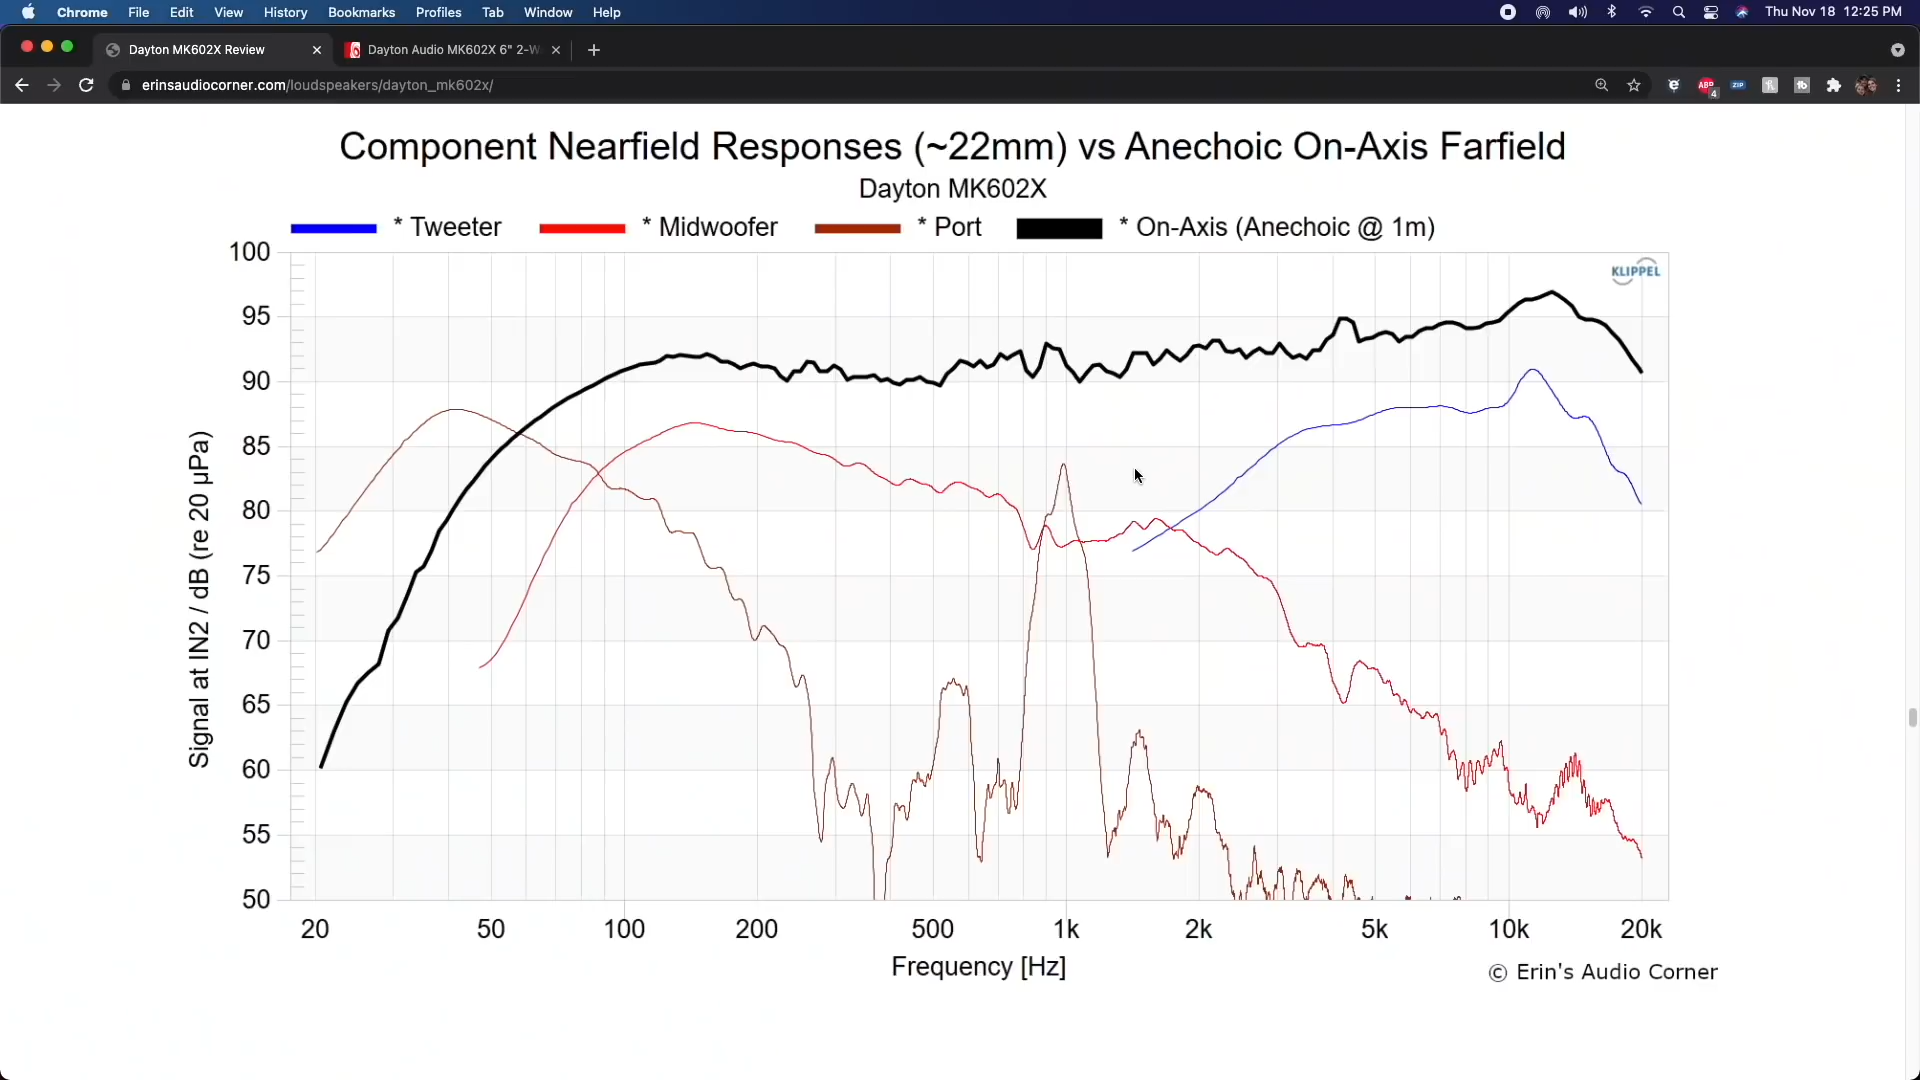 Chrome File Edit View History Bookmarks Profiles Tab Window Help Thu Nov 18 12:25 PM
Dayton MK602X Review Dayton Audio MK602X 6" 2-W
erinsaudiocorner.com/loudspeakers/dayton_mk602x/ ABP 4 ZIP
Component Nearfield Responses (~22mm) vs Anechoic On-Axis Farfield
Dayton MK602X
* Tweeter * Midwoofer * Port * On-Axis (Anechoic @ 1m)
KLIPPEL
100
95
90
85
80
75
70
65
60
55
50
Signal at IN2 / dB (re 20 µPa)
20 50 100 200 500 1k 2k 5k 10k 20k
Frequency [Hz]
© Erin's Audio Corner